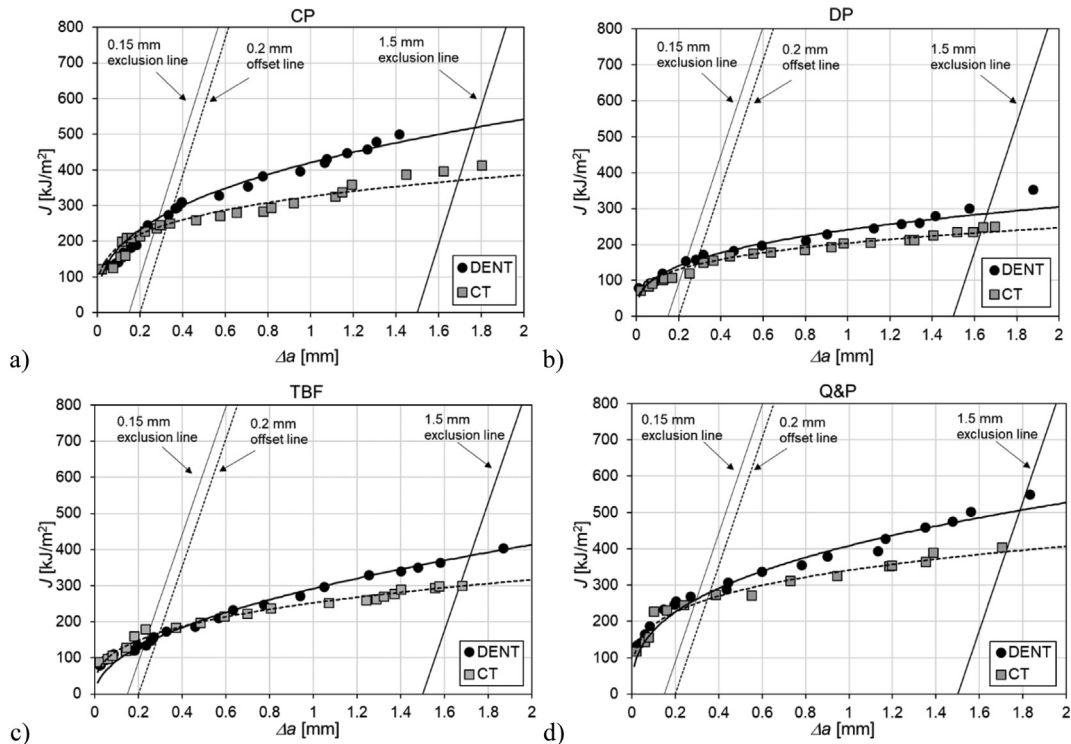 CP
800
700
600
500
400
300
200
100
0
J [kJ/m²]
0.15 mm
exclusion line
0.2 mm
offset line
1.5 mm
exclusion line
DENT
CT
0 0.2 0.4 0.6 0.8 1 1.2 1.4 1.6 1.8 2
Δa [mm]
a)
DP
800
700
600
500
400
300
200
100
0
J [kJ/m²]
0.15 mm
exclusion line
0.2 mm
offset line
1.5 mm
exclusion line
DENT
CT
0 0.2 0.4 0.6 0.8 1 1.2 1.4 1.6 1.8 2
Δa [mm]
b)
TBF
800
700
600
500
400
300
200
100
0
J [kJ/m²]
0.15 mm
exclusion line
0.2 mm
offset line
1.5 mm
exclusion line
DENT
CT
0 0.2 0.4 0.6 0.8 1 1.2 1.4 1.6 1.8 2
Δa [mm]
c)
Q&P
800
700
600
500
400
300
200
100
0
J [kJ/m²]
0.15 mm
exclusion line
0.2 mm
offset line
1.5 mm
exclusion line
DENT
CT
0 0.2 0.4 0.6 0.8 1 1.2 1.4 1.6 1.8 2
Δa [mm]
d)